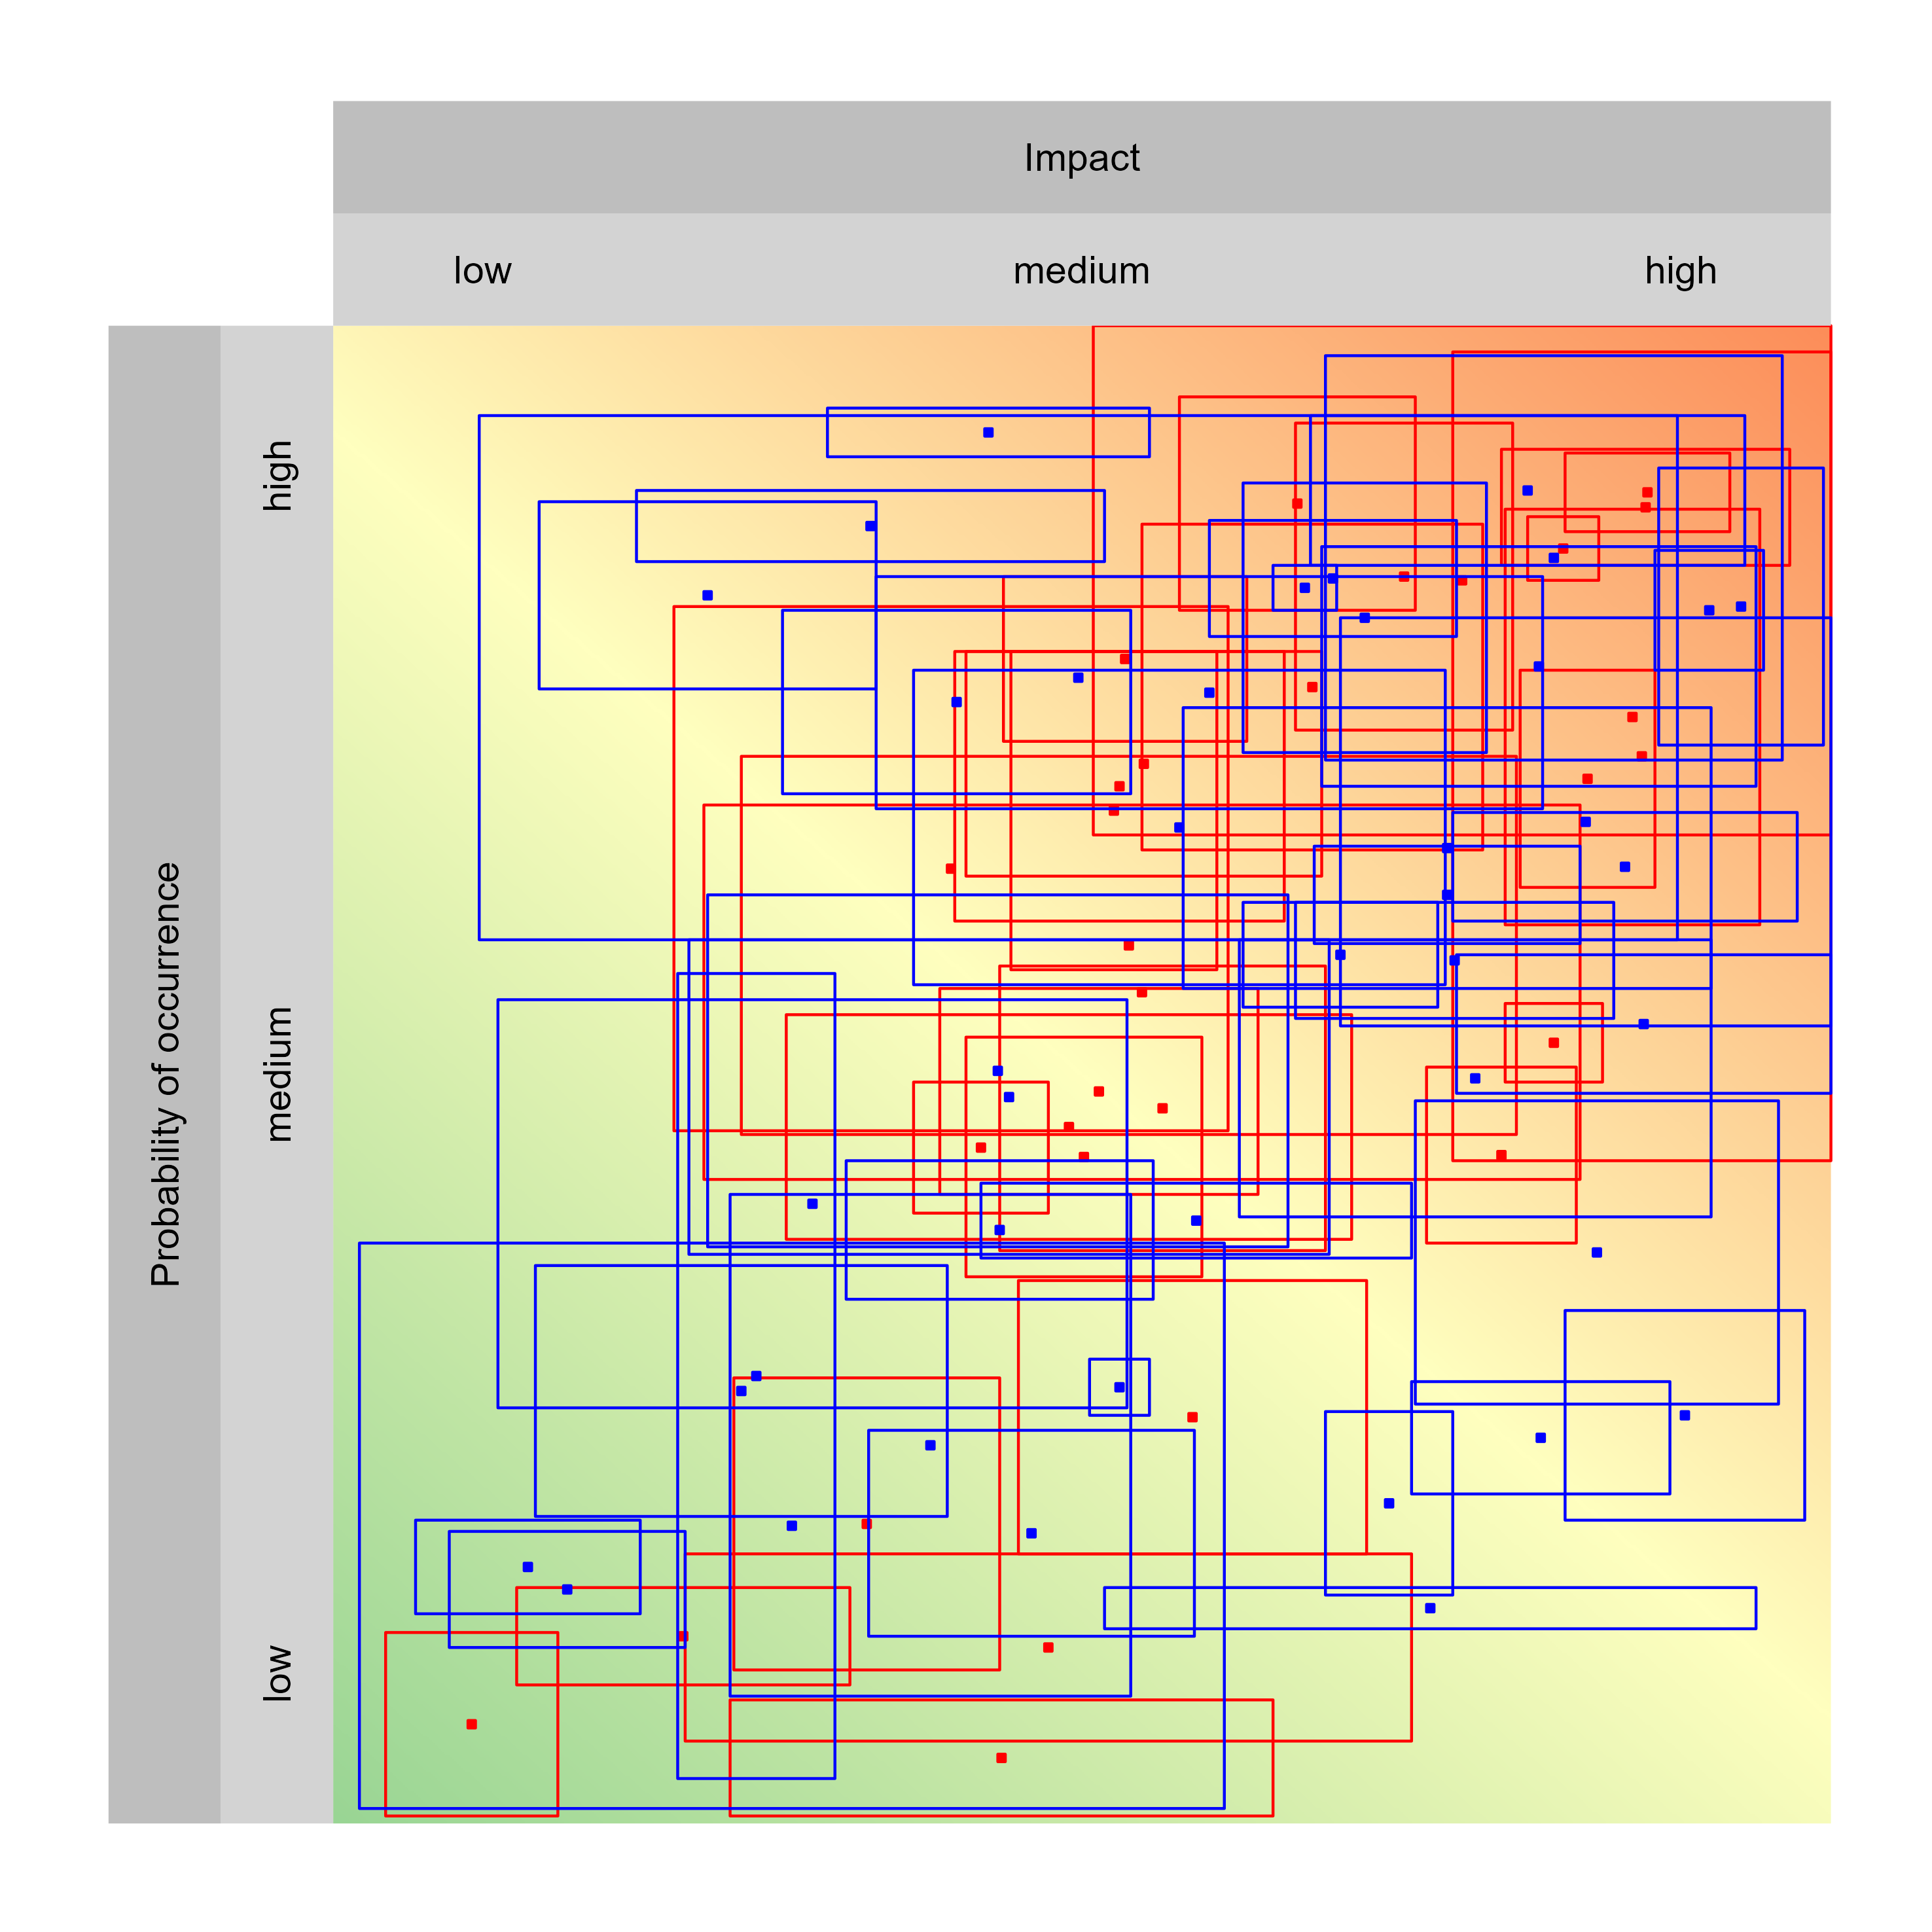 Impact
low
medium
high
Probability of occurrence
high
medium
low